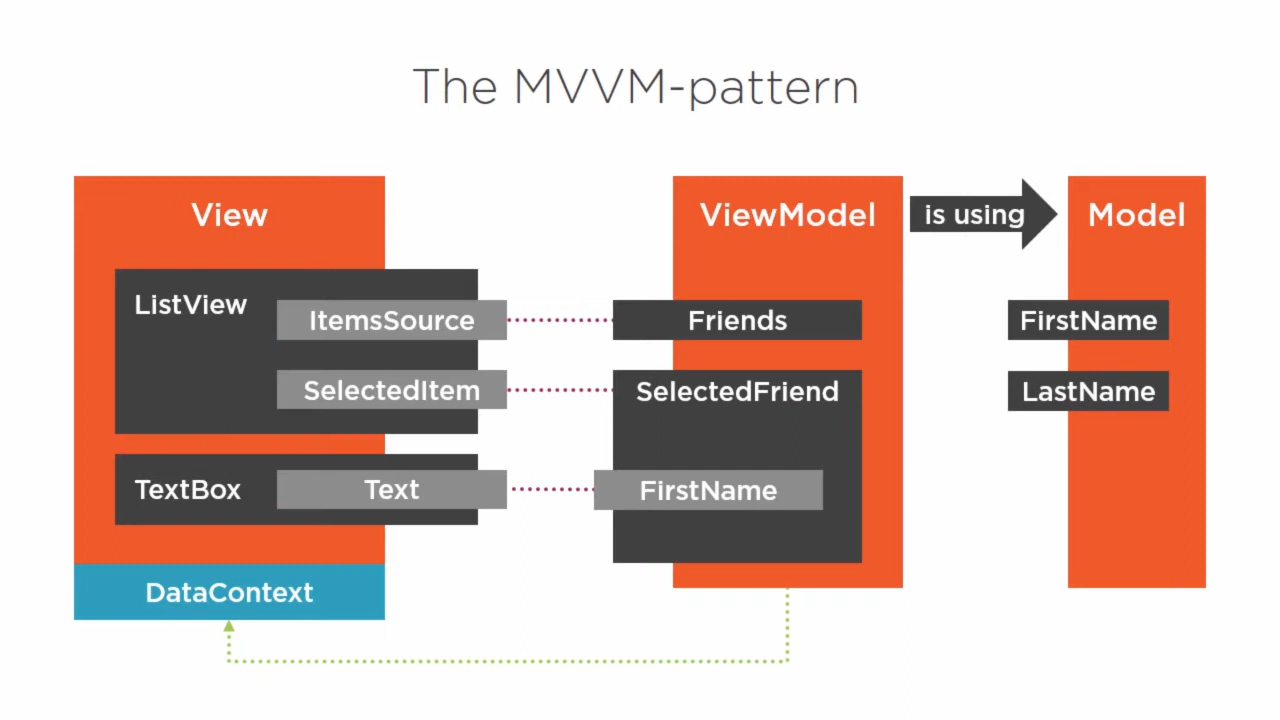 The MVVM-pattern
View
ViewModel
is using
Model
ListView
ItemsSource
Friends
FirstName
SelectedItem
SelectedFriend
LastName
TextBox
Text
FirstName
DataContext